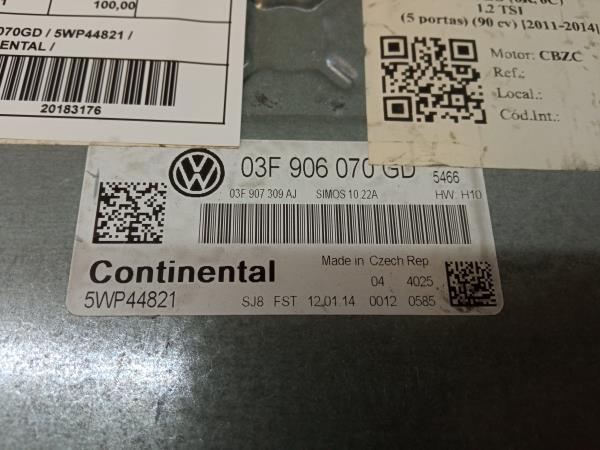 1 100,00
070GD / 5WP44821 /
NENTAL /
20183176
1.2 TSI
(5 portas) (90 cv) [2011-2014]
Motor: CBZC
Ref.:
Local.:
Cód.Int.:
03F 906 070 GD 5466
03F 907 309 AJ SIMOS 10 22A HW: H10
Continental Made in Czech Rep
04 4025
5WP44821 SJ8 FST 12.01.14 0012 0585